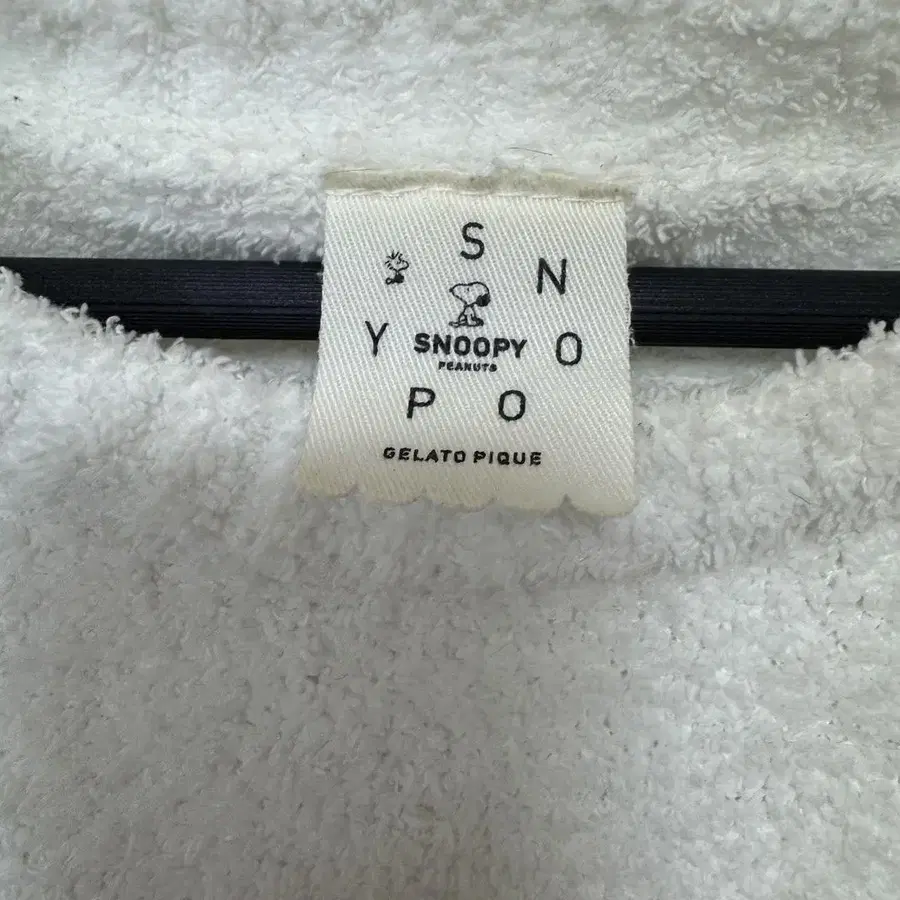 S N O O P Y
SNOOPY
PEANUTS
GELATO PIQUE